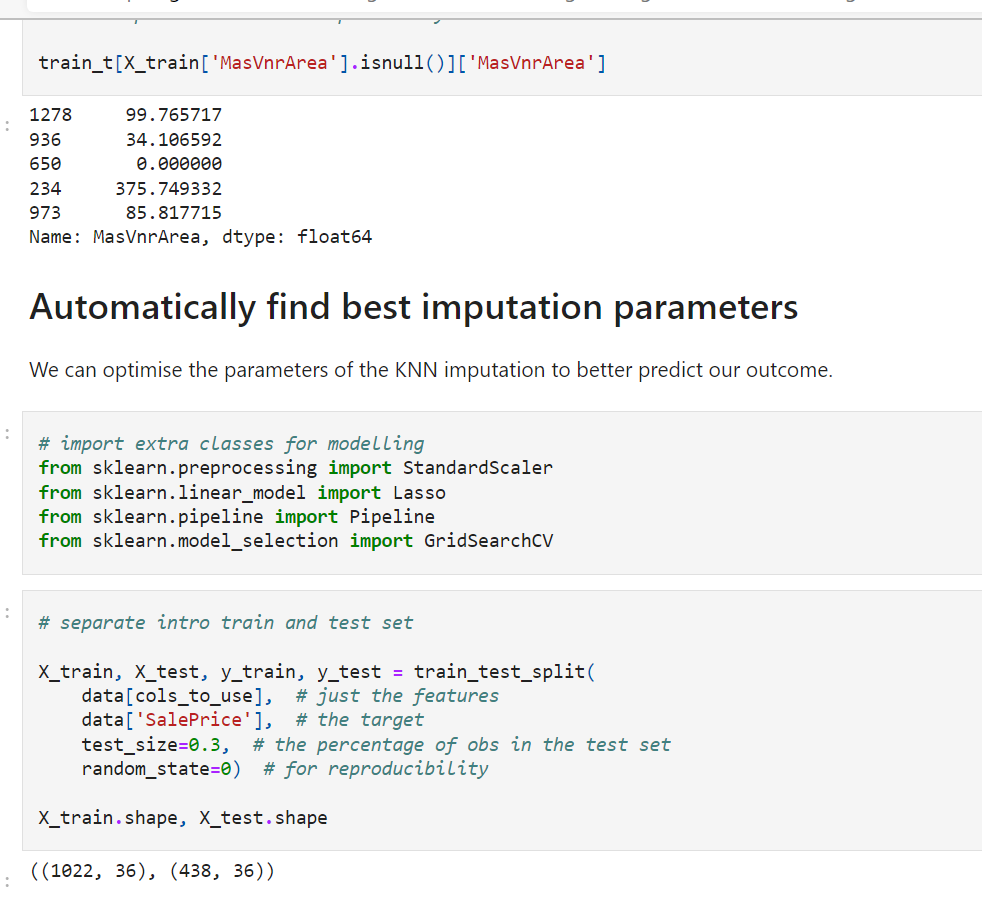 train_t[X_train['MasVnrArea'].isnull()]['MasVnrArea']
1278     99.765717
936      34.106592
650       0.000000
234     375.749332
973      85.817715
Name: MasVnrArea, dtype: float64
Automatically find best imputation parameters
We can optimise the parameters of the KNN imputation to better predict our outcome.
# import extra classes for modelling
from sklearn.preprocessing import StandardScaler
from sklearn.linear_model import Lasso
from sklearn.pipeline import Pipeline
from sklearn.model_selection import GridSearchCV
# separate intro train and test set
X_train, X_test, y_train, y_test = train_test_split(
    data[cols_to_use],  # just the features
    data['SalePrice'],  # the target
    test_size=0.3,  # the percentage of obs in the test set
    random_state=0)  # for reproducibility
X_train.shape, X_test.shape
((1022, 36), (438, 36))